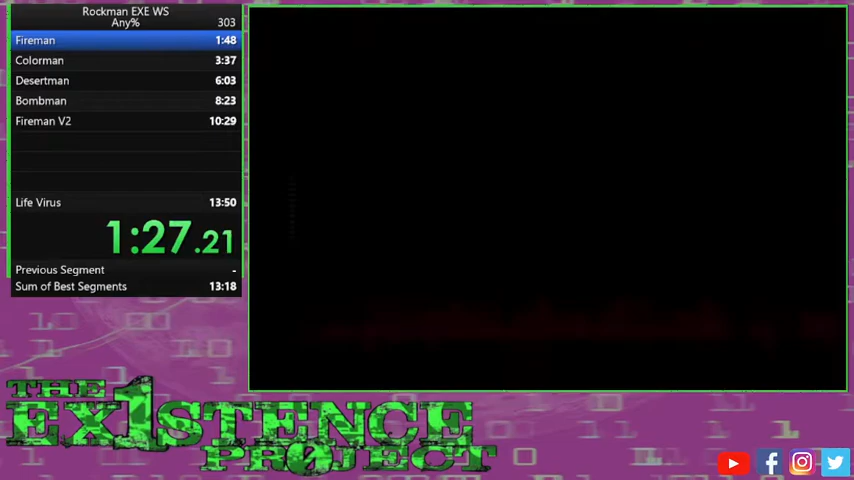 Rockman EXE WS
Any% 303
Fireman 1:48
Colorman 3:37
Desertman 6:03
Bombman 8:23
Fireman V2 10:29
Life Virus 13:50
1:27.21
Previous Segment -
Sum of Best Segments 13:18
THE
EX1STENCE
PR0JECT